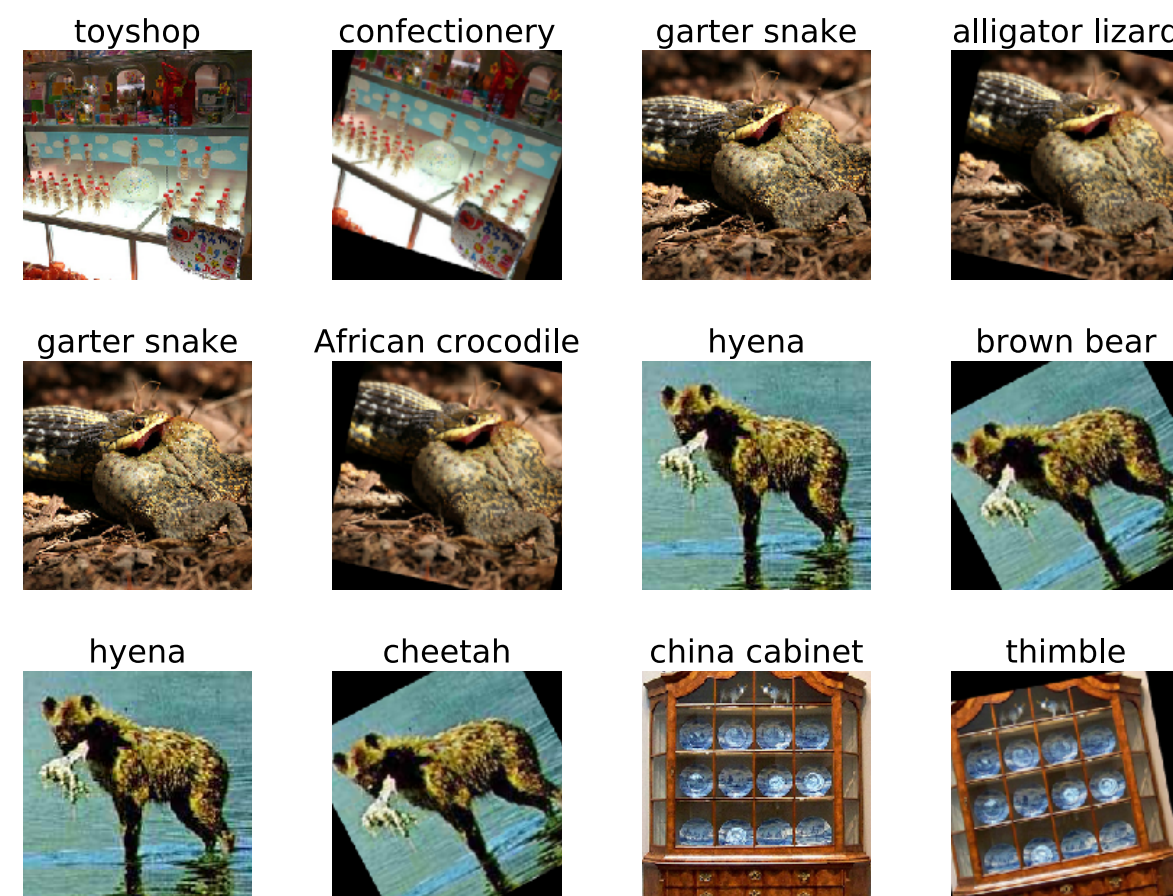 toyshop
confectionery
garter snake
alligator lizard
garter snake
African crocodile
hyena
brown bear
hyena
cheetah
china cabinet
thimble